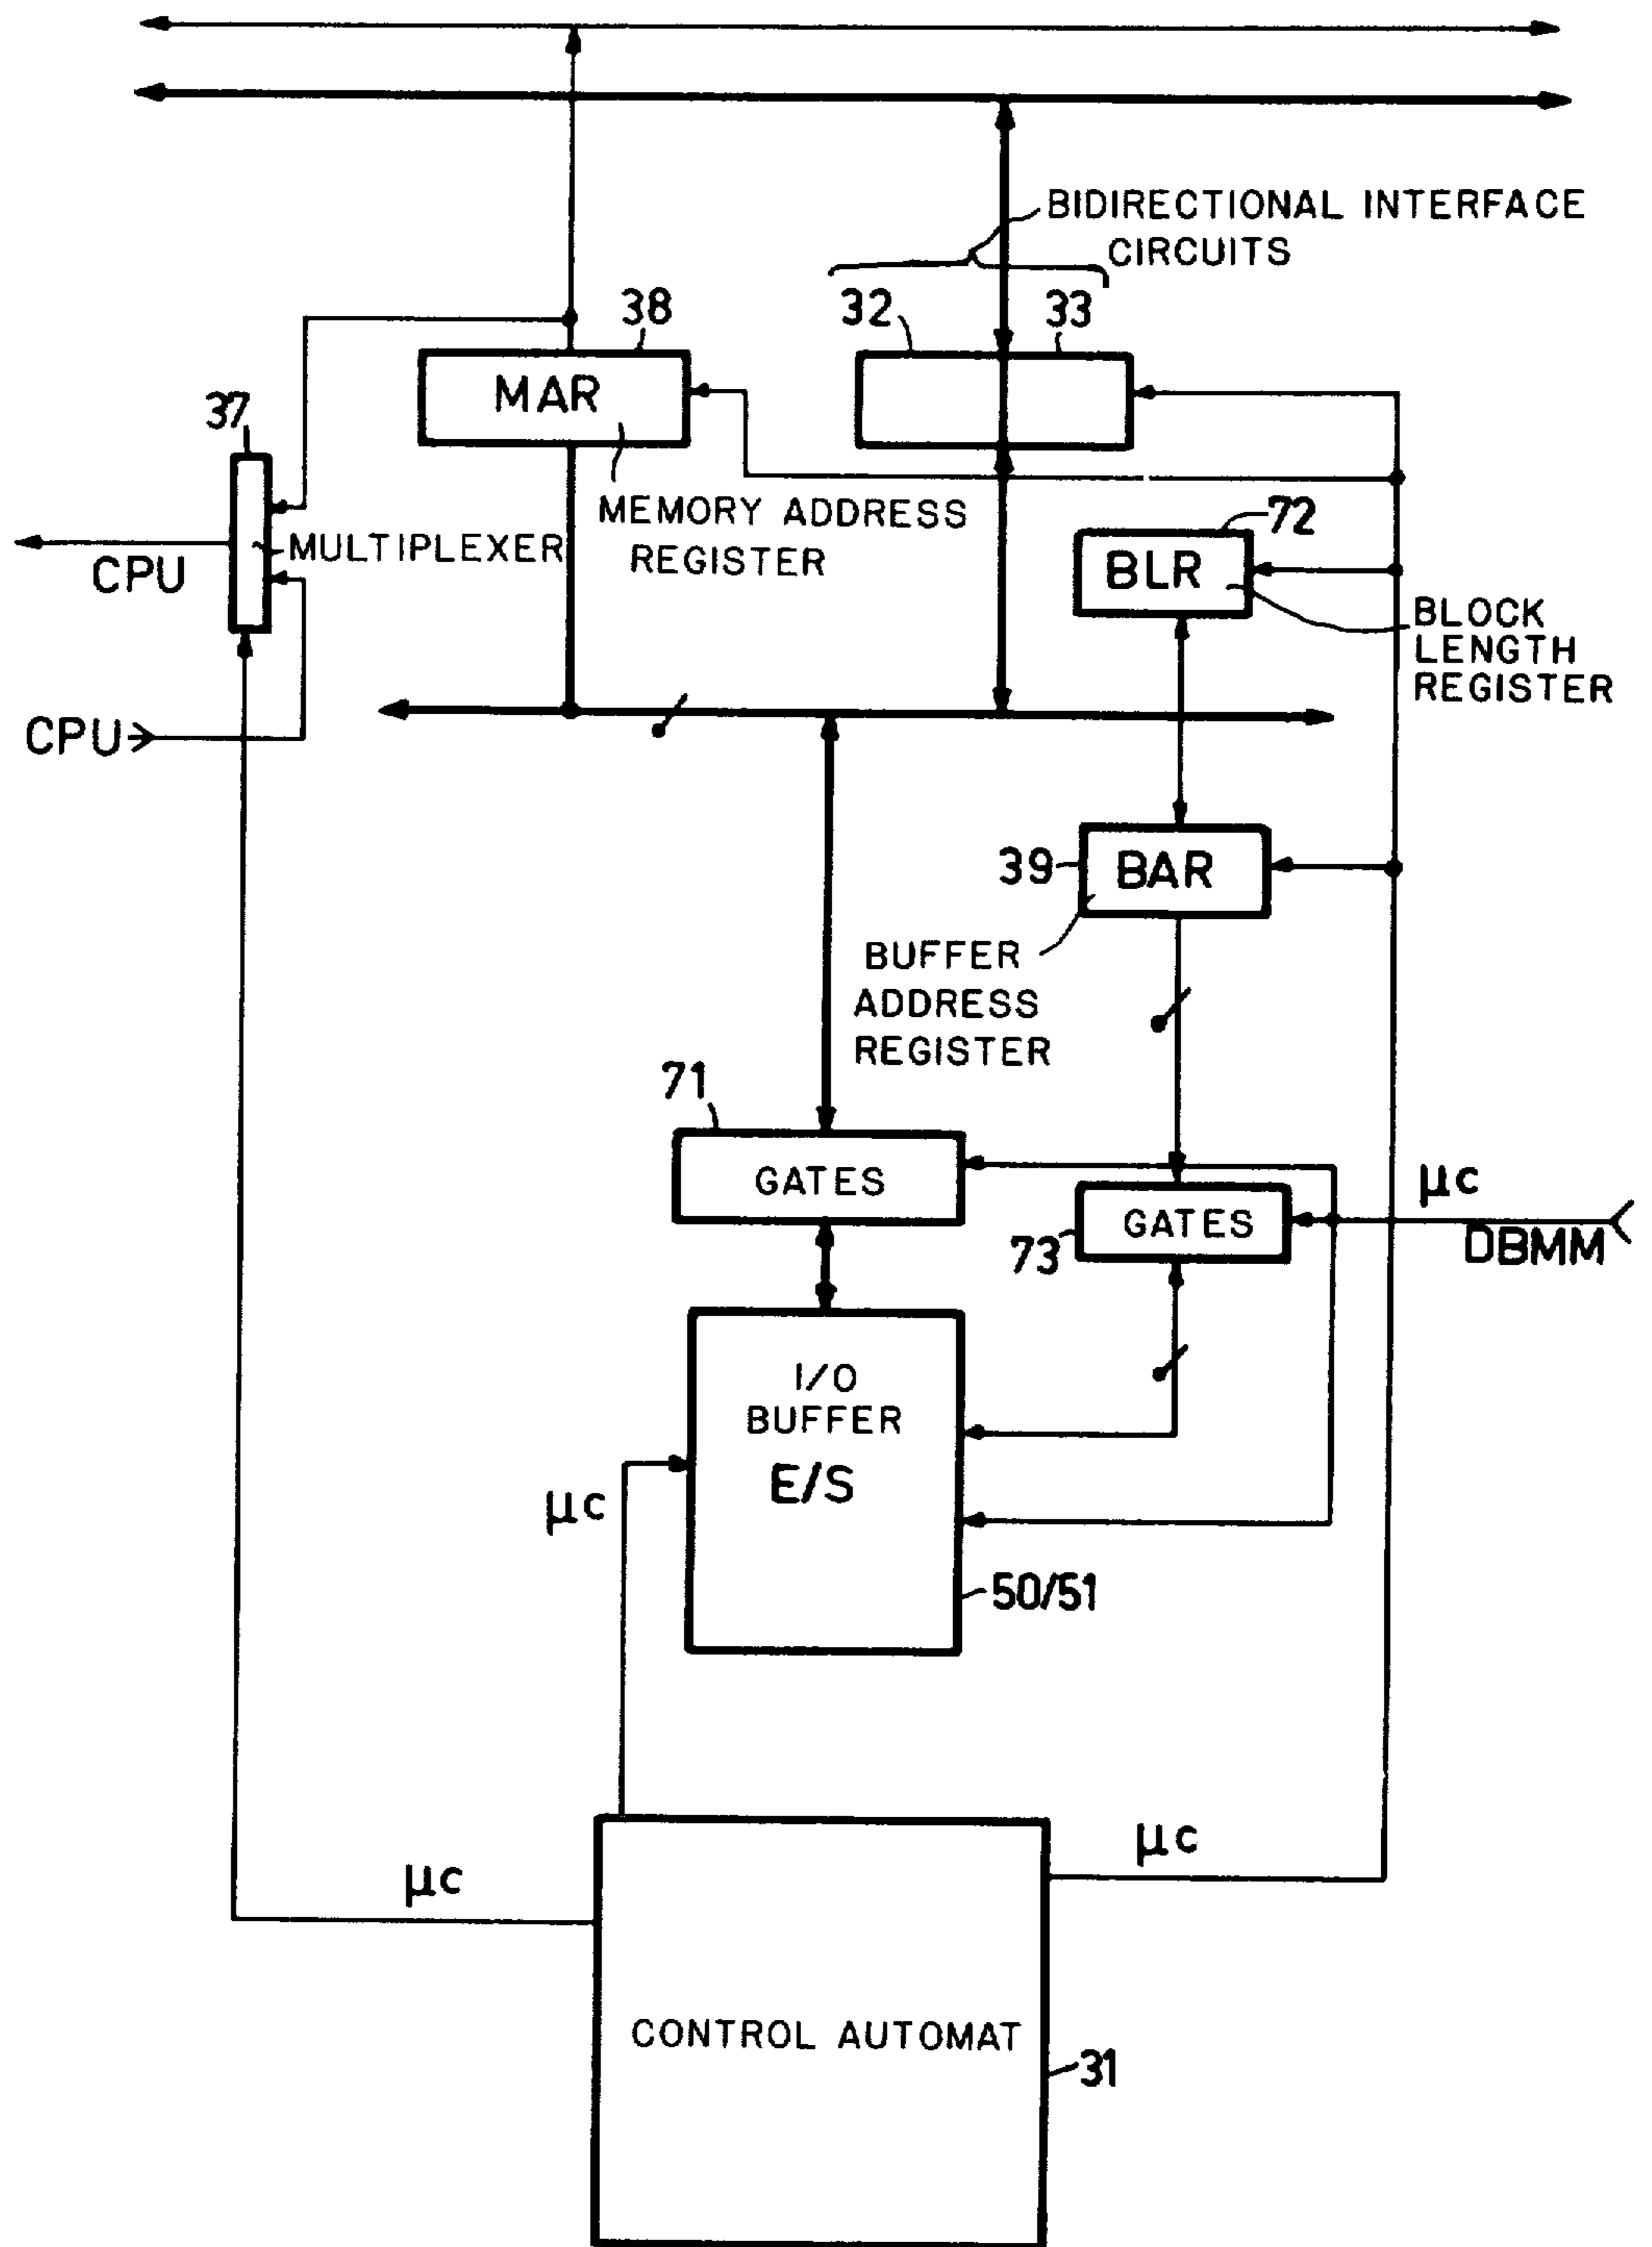 BIDIRECTIONAL INTERFACE
CIRCUITS
38
32
33
MAR
37
MEMORY ADDRESS
REGISTER
72
MULTIPLEXER
CPU
BLR
BLOCK
LENGTH
REGISTER
CPU
39
BAR
BUFFER
ADDRESS
REGISTER
71
GATES
µc
GATES
73
DBMM
I/O
BUFFER
E/S
µc
50/51
µc
µc
CONTROL AUTOMAT
31